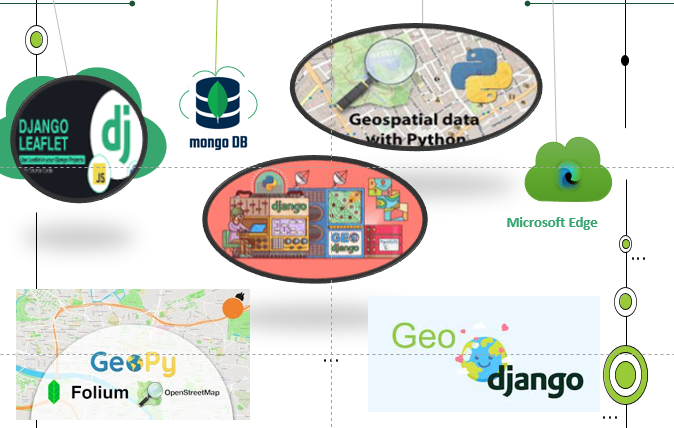 DJANGO
LEAFLET
dj
JS
mongo DB
Geospatial data
with Python
Microsoft Edge
django
GEO
django
GeoPy
Folium
OpenStreetMap
Geo
django